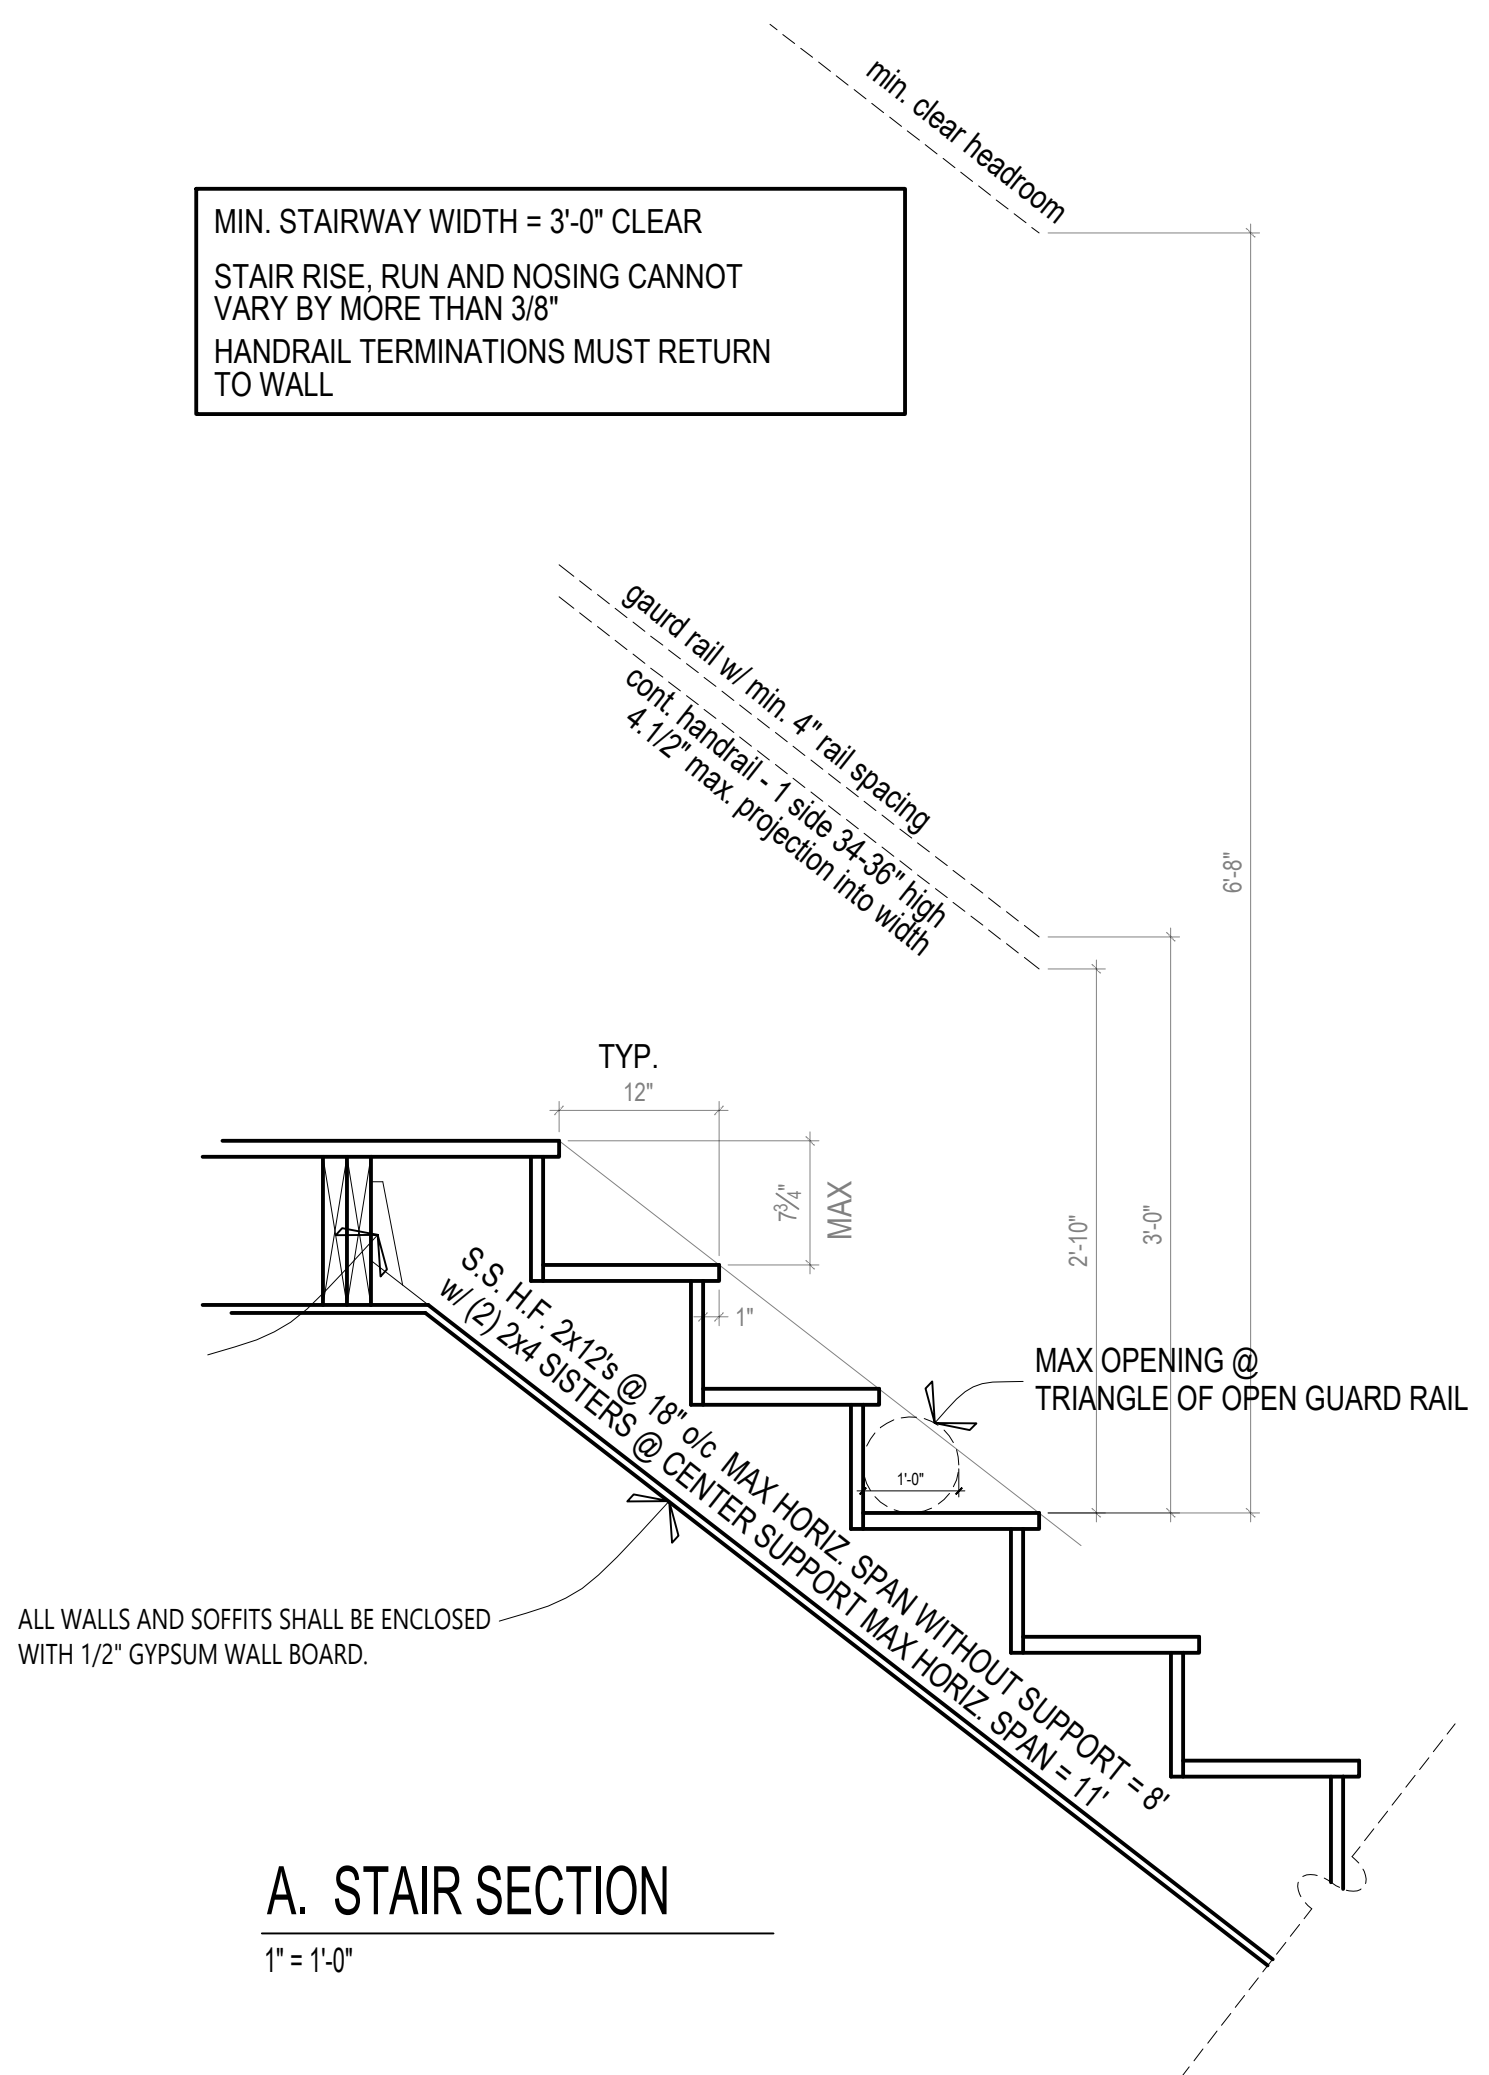 min. clear headroom
MIN. STAIRWAY WIDTH = 3'-0" CLEAR
STAIR RISE, RUN AND NOSING CANNOT
VARY BY MORE THAN 3/8"
HANDRAIL TERMINATIONS MUST RETURN
TO WALL
gaurd rail w/ min. 4" rail spacing
cont. handrail - 1 side 34-36" high
4.1/2" max. projection into width
6'-8"
TYP.
12"
7¾"
MAX
2'-10"
3'-0"
1"
S.S. H.F. 2x12's @ 18" o/c MAX HORIZ. SPAN WITHOUT SUPPORT = 8'
w/ (2) 2x4 SISTERS @ CENTER SUPPORT MAX HORIZ. SPAN = 11'
MAX OPENING @
TRIANGLE OF OPEN GUARD RAIL
1'-0"
ALL WALLS AND SOFFITS SHALL BE ENCLOSED
WITH 1/2" GYPSUM WALL BOARD.
A. STAIR SECTION
1" = 1'-0"